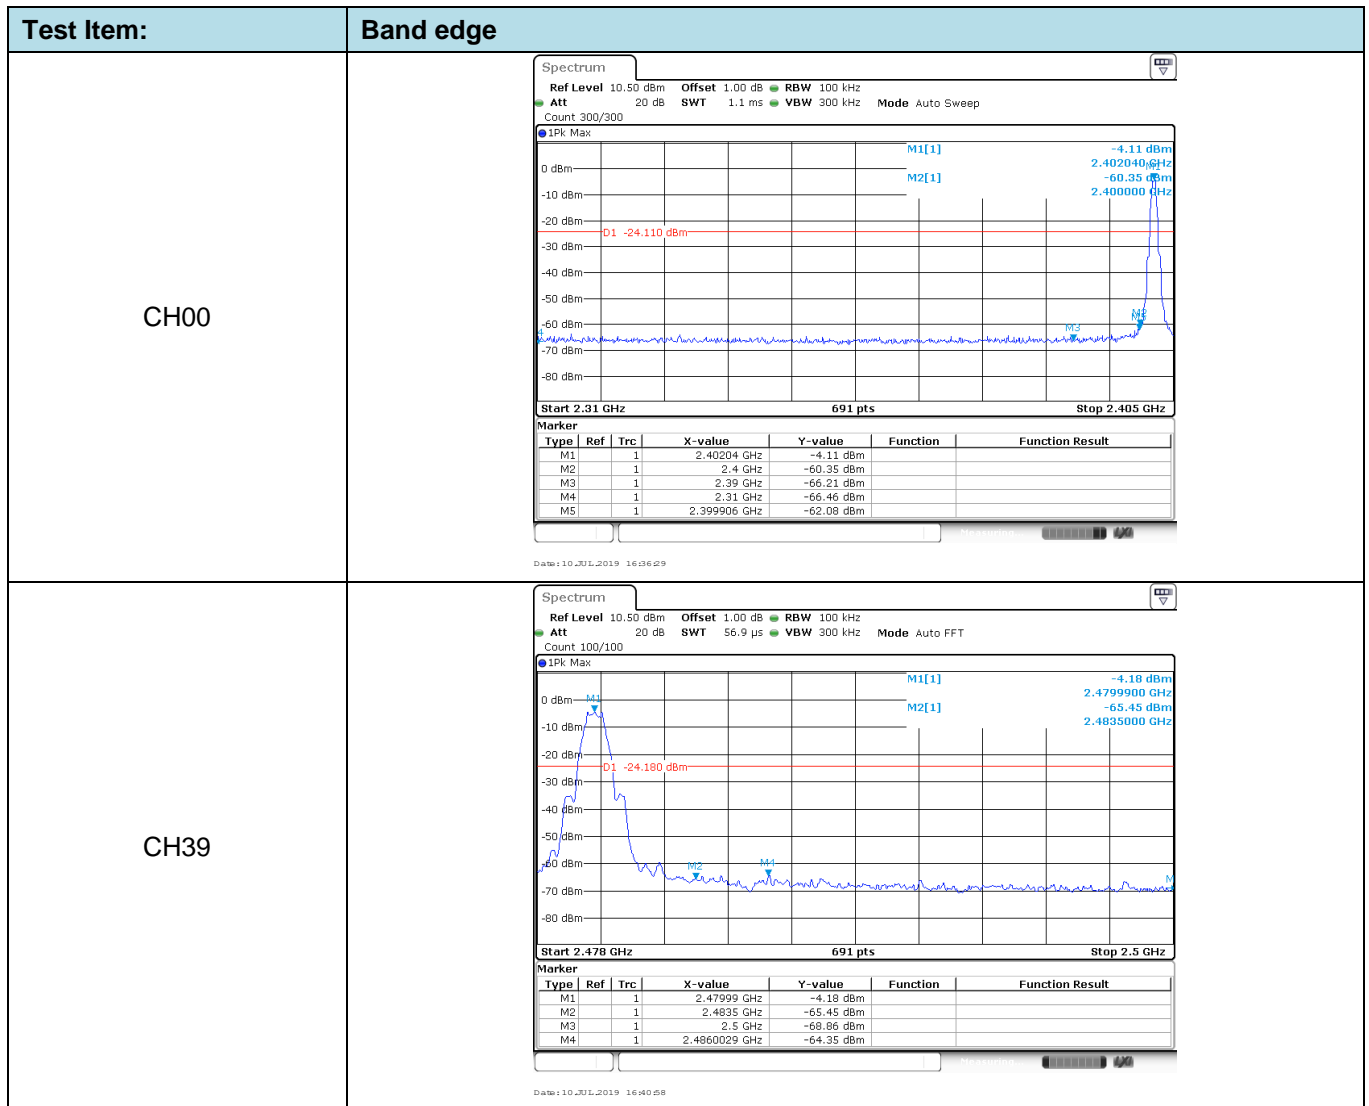 Test Item: Band edge
CH00
Spectrum
Ref Level 10.50 dBm Offset 1.00 dB RBW 100 kHz
Att 20 dB SWT 1.1 ms VBW 300 kHz Mode Auto Sweep
Count 300/300
1Pk Max
M1[1] -4.11 dBm
2.402040 GHz
M2[1] -60.35 dBm
2.400000 GHz
M1
0 dBm
-10 dBm
-20 dBm
D1 -24.110 dBm
-30 dBm
-40 dBm
-50 dBm
-60 dBm
M3
-70 dBm
-80 dBm
Start 2.31 GHz 691 pts Stop 2.405 GHz
Marker
Type Ref Trc X-value Y-value Function Function Result
M1 1 2.40204 GHz -4.11 dBm
M2 1 2.4 GHz -60.35 dBm
M3 1 2.39 GHz -66.21 dBm
M4 1 2.31 GHz -66.46 dBm
M5 1 2.399906 GHz -62.08 dBm
Measuring...
Date: 10.JUL.2019 16:36:29
CH39
Spectrum
Ref Level 10.50 dBm Offset 1.00 dB RBW 100 kHz
Att 20 dB SWT 56.9 µs VBW 300 kHz Mode Auto FFT
Count 100/100
1Pk Max
M1[1] -4.18 dBm
2.4799900 GHz
M2[1] -65.45 dBm
2.4835000 GHz
M1
0 dBm
-10 dBm
-20 dBm
D1 -24.180 dBm
-30 dBm
-40 dBm
-50 dBm
-60 dBm
M2 M4
-70 dBm
-80 dBm
Start 2.478 GHz 691 pts Stop 2.5 GHz
Marker
Type Ref Trc X-value Y-value Function Function Result
M1 1 2.47999 GHz -4.18 dBm
M2 1 2.4835 GHz -65.45 dBm
M3 1 2.5 GHz -68.86 dBm
M4 1 2.4860029 GHz -64.35 dBm
Measuring...
Date: 10.JUL.2019 16:40:58